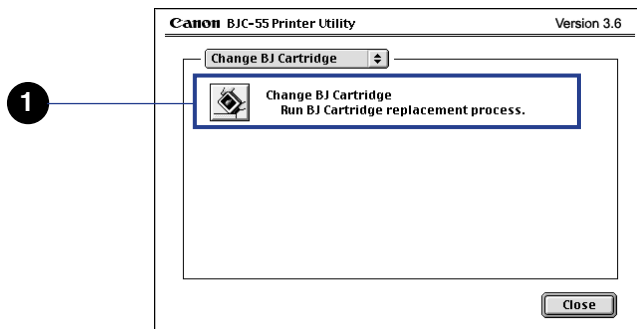 Canon BJC-55 Printer Utility Version 3.6
Change BJ Cartridge
1
Change BJ Cartridge
Run BJ Cartridge replacement process.
Close